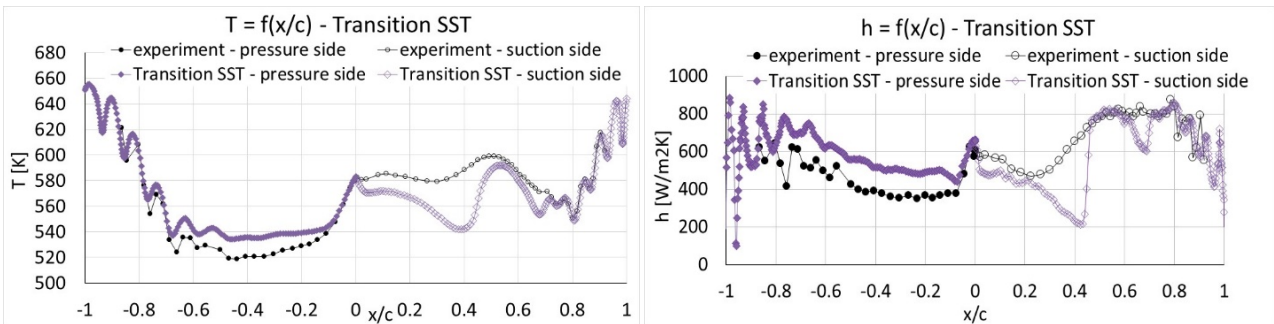 T = f(x/c) - Transition SST
experiment - pressure side
experiment - suction side
Transition SST - pressure side
Transition SST - suction side
T [K]
680
660
640
620
600
580
560
540
520
500
-1 -0.8 -0.6 -0.4 -0.2 0 0.2 0.4 0.6 0.8 1
x/c
h = f(x/c) - Transition SST
experiment - pressure side
experiment - suction side
Transition SST - pressure side
Transition SST - suction side
h [W/m2K]
1000
800
600
400
200
0
-1 -0.8 -0.6 -0.4 -0.2 0 0.2 0.4 0.6 0.8 1
x/c